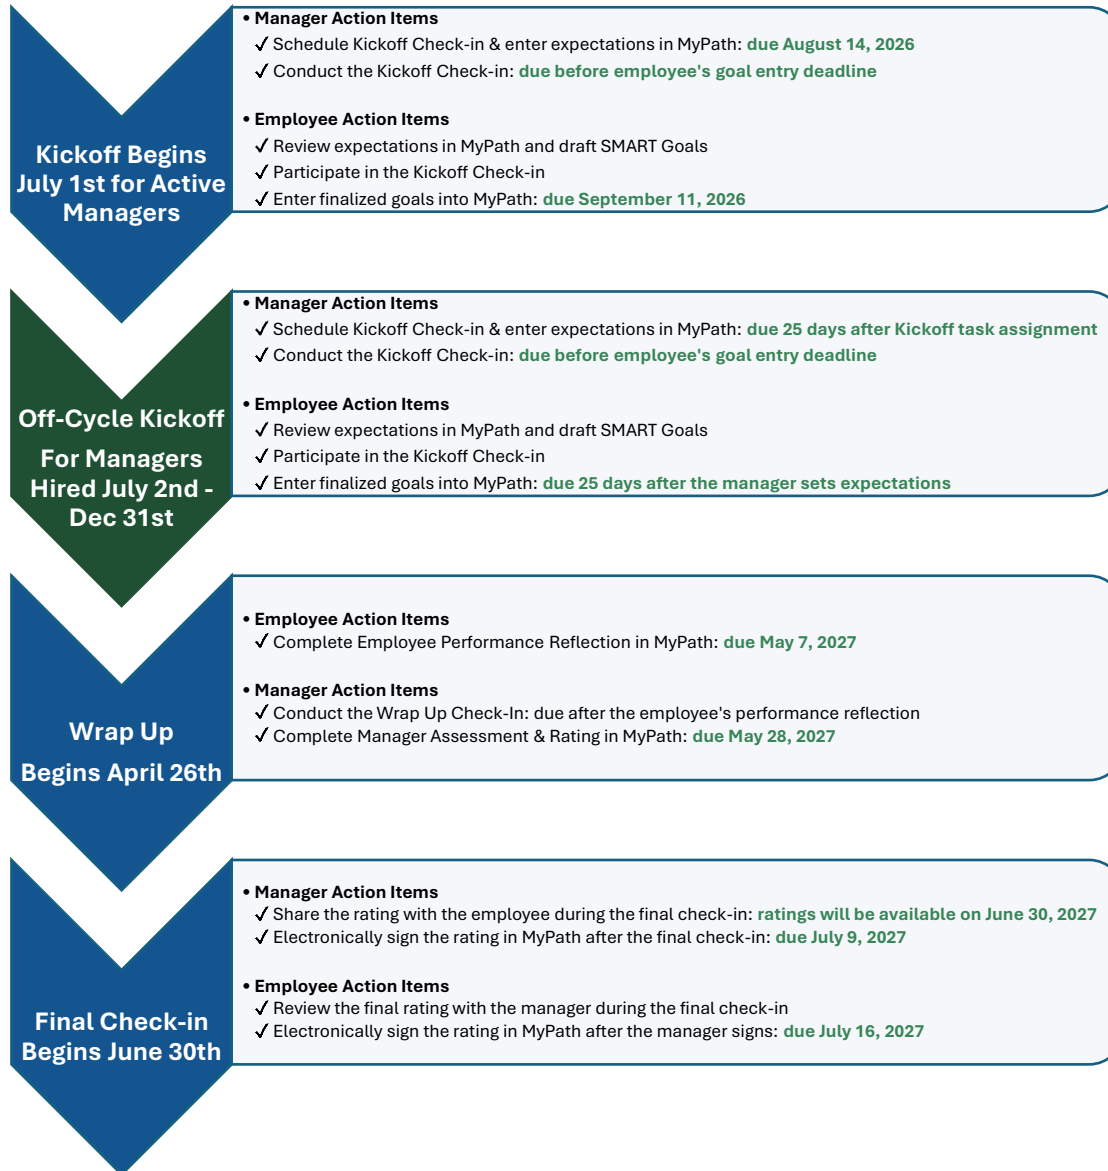 • Manager Action Items
✓ Schedule Kickoff Check-in & enter expectations in MyPath: due August 14, 2026
✓ Conduct the Kickoff Check-in: due before employee's goal entry deadline
• Employee Action Items
✓ Review expectations in MyPath and draft SMART Goals
✓ Participate in the Kickoff Check-in
✓ Enter finalized goals into MyPath: due September 11, 2026
Kickoff Begins
July 1st for Active
Managers
• Manager Action Items
✓ Schedule Kickoff Check-in & enter expectations in MyPath: due 25 days after Kickoff task assignment
✓ Conduct the Kickoff Check-in: due before employee's goal entry deadline
• Employee Action Items
✓ Review expectations in MyPath and draft SMART Goals
✓ Participate in the Kickoff Check-in
✓ Enter finalized goals into MyPath: due 25 days after the manager sets expectations
Off-Cycle Kickoff
For Managers
Hired July 2nd -
Dec 31st
• Employee Action Items
✓ Complete Employee Performance Reflection in MyPath: due May 7, 2027
• Manager Action Items
✓ Conduct the Wrap Up Check-In: due after the employee's performance reflection
✓ Complete Manager Assessment & Rating in MyPath: due May 28, 2027
Wrap Up
Begins April 26th
• Manager Action Items
✓ Share the rating with the employee during the final check-in: ratings will be available on June 30, 2027
✓ Electronically sign the rating in MyPath after the final check-in: due July 9, 2027
• Employee Action Items
✓ Review the final rating with the manager during the final check-in
✓ Electronically sign the rating in MyPath after the manager signs: due July 16, 2027
Final Check-in
Begins June 30th